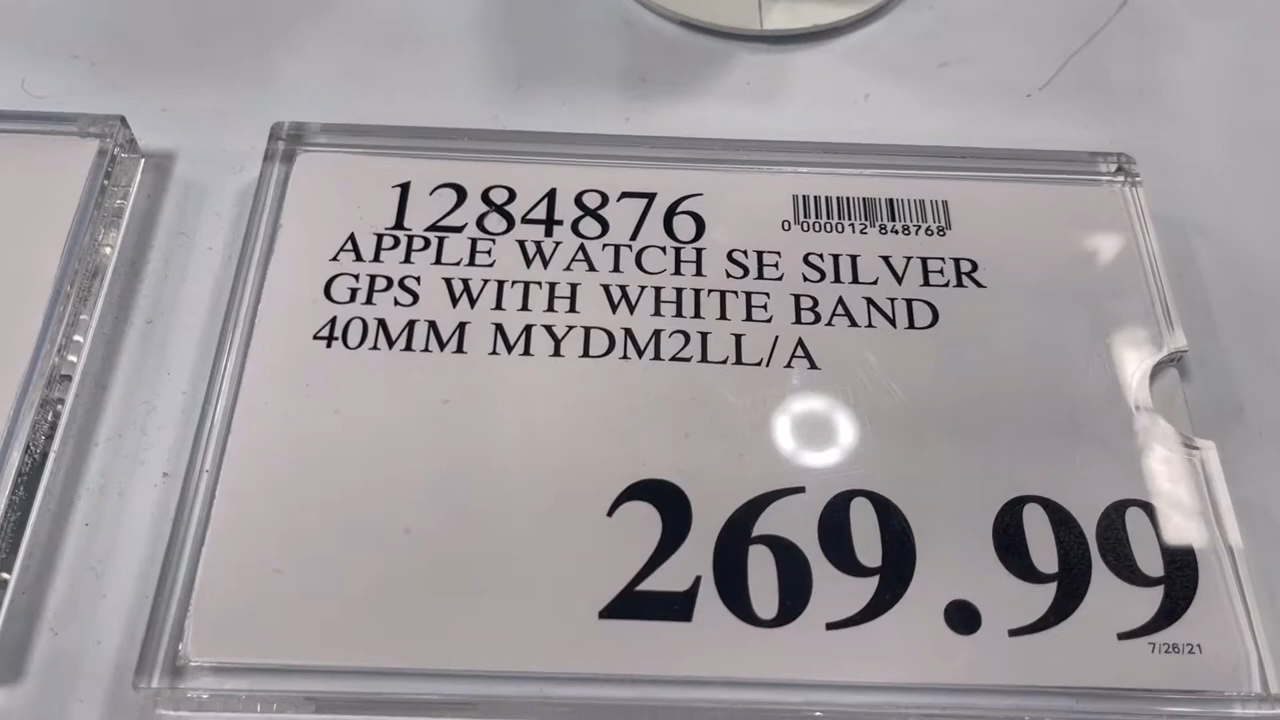 1284876
0 000012 848768
APPLE WATCH SE SILVER
GPS WITH WHITE BAND
40MM MYDM2LL/A
269.99
7/26/21